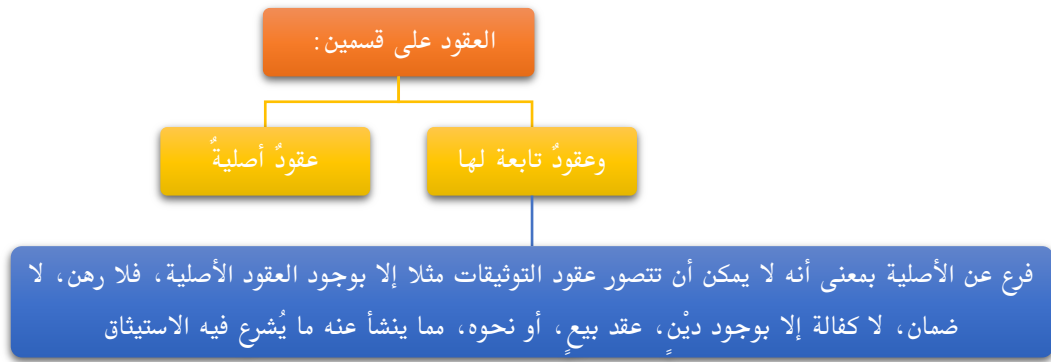 العقود على قسمين:
وعقودٌ تابعة لها
عقودٌ أصليةٌ
فرع عن الأصلية بمعنى أنه لا يمكن أن تتصور عقود التوثيقات مثلا إلا بوجود العقود الأصلية، فلا رهن، لا
ضمان، لا كفالة إلا بوجود ديْنٍ، عقد بيعٍ، أو نحوه، مما ينشأ عنه ما يُشرع فيه الاستيثاق